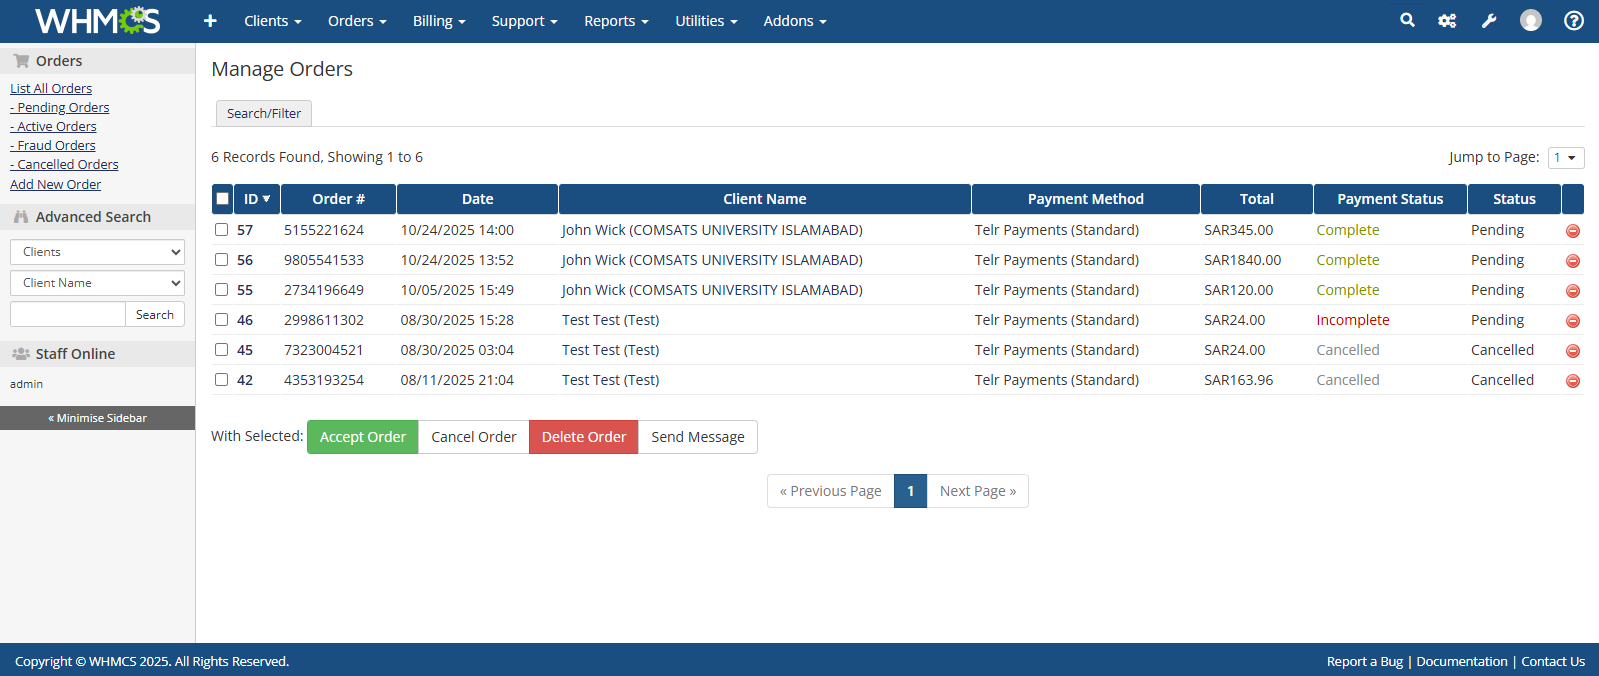 WHMCS Clients Orders Billing Support Reports Utilities Addons
Orders
List All Orders
- Pending Orders
- Active Orders
- Fraud Orders
- Cancelled Orders
Add New Order
Advanced Search
Clients
Client Name
Search
Staff Online
admin
« Minimise Sidebar
Manage Orders
Search/Filter
6 Records Found, Showing 1 to 6
Jump to Page: 1
ID Order # Date Client Name Payment Method Total Payment Status Status
57 5155221624 10/24/2025 14:00 John Wick (COMSATS UNIVERSITY ISLAMABAD) Telr Payments (Standard) SAR345.00 Complete Pending
56 9805541533 10/24/2025 13:52 John Wick (COMSATS UNIVERSITY ISLAMABAD) Telr Payments (Standard) SAR1840.00 Complete Pending
55 2734196649 10/05/2025 15:49 John Wick (COMSATS UNIVERSITY ISLAMABAD) Telr Payments (Standard) SAR120.00 Complete Pending
46 2998611302 08/30/2025 15:28 Test Test (Test) Telr Payments (Standard) SAR24.00 Incomplete Pending
45 7323004521 08/30/2025 03:04 Test Test (Test) Telr Payments (Standard) SAR24.00 Cancelled Cancelled
42 4353193254 08/11/2025 21:04 Test Test (Test) Telr Payments (Standard) SAR163.96 Cancelled Cancelled
With Selected: Accept Order Cancel Order Delete Order Send Message
« Previous Page 1 Next Page »
Copyright © WHMCS 2025. All Rights Reserved.
Report a Bug | Documentation | Contact Us